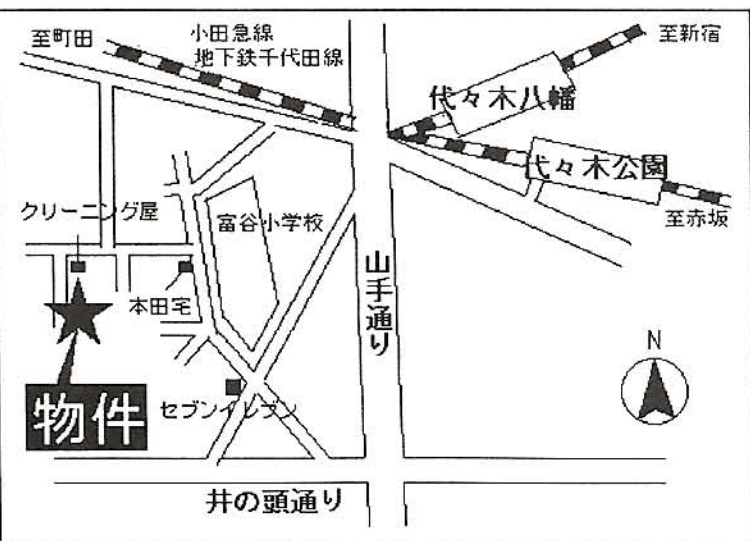 至町田
小田急線
地下鉄千代田線
至新宿
代々木八幡
代々木公園
至赤坂
クリーニング屋
富谷小学校
山手通り
本田宅
N
物件
セブンイレブン
井の頭通り